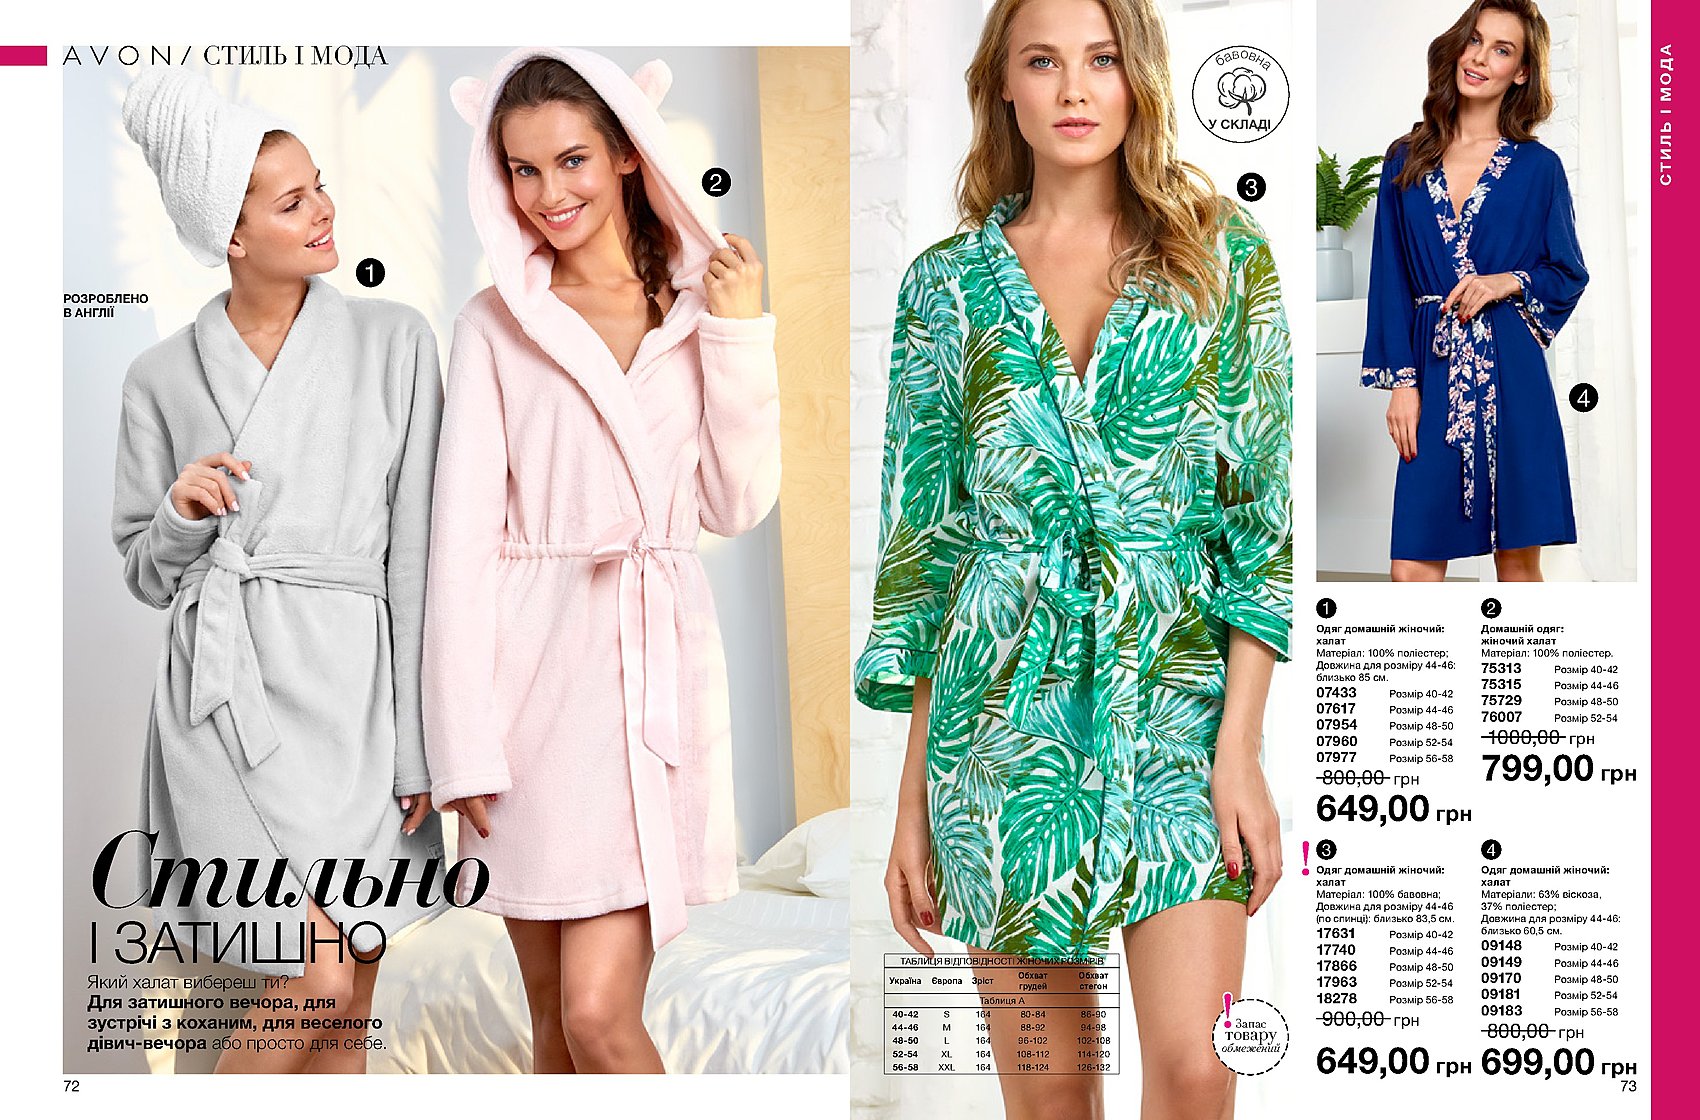 AVON / СТИЛЬ І МОДА
1
РОЗРОБЛЕНО
В АНГЛІЇ
2
Стильно
І ЗАТИШНО
Який халат вибереш ти?
Для затишного вечора, для
зустрічі з коханим, для веселого
дівич-вечора або просто для себе.
72
бавовна
У СКЛАДІ
3
4
СТИЛЬ І МОДА
ТАБЛИЦЯ ВІДПОВІДНОСТІ ЖІНОЧИХ РОЗМІРІВ
Україна Європа Зріст Обхват грудей Обхват стегон
Таблиця А
40-42 S 164 80-84 86-90
44-46 M 164 88-92 94-98
48-50 L 164 96-102 102-108
52-54 XL 164 108-112 114-120
56-58 XXL 164 118-124 126-132
!
Запас
товару
обмежений
1
Одяг домашній жіночий:
халат
Матеріал: 100% поліестер;
Довжина для розміру 44-46:
близько 85 см.
07433 Розмір 40-42
07617 Розмір 44-46
07954 Розмір 48-50
07960 Розмір 52-54
07977 Розмір 56-58
800,00 грн
649,00 грн
2
Домашній одяг:
жіночий халат
Матеріал: 100% поліестер.
75313 Розмір 40-42
75315 Розмір 44-46
75729 Розмір 48-50
76007 Розмір 52-54
1000,00 грн
799,00 грн
! 3
Одяг домашній жіночий:
халат
Матеріал: 100% бавовна;
Довжина для розміру 44-46
(по спинці): близько 83,5 см.
17631 Розмір 40-42
17740 Розмір 44-46
17866 Розмір 48-50
17963 Розмір 52-54
18278 Розмір 56-58
900,00 грн
649,00 грн
4
Одяг домашній жіночий:
халат
Матеріали: 63% віскоза,
37% поліестер;
Довжина для розміру 44-46:
близько 60,5 см.
09148 Розмір 40-42
09149 Розмір 44-46
09170 Розмір 48-50
09181 Розмір 52-54
09183 Розмір 56-58
800,00 грн
699,00 грн
73